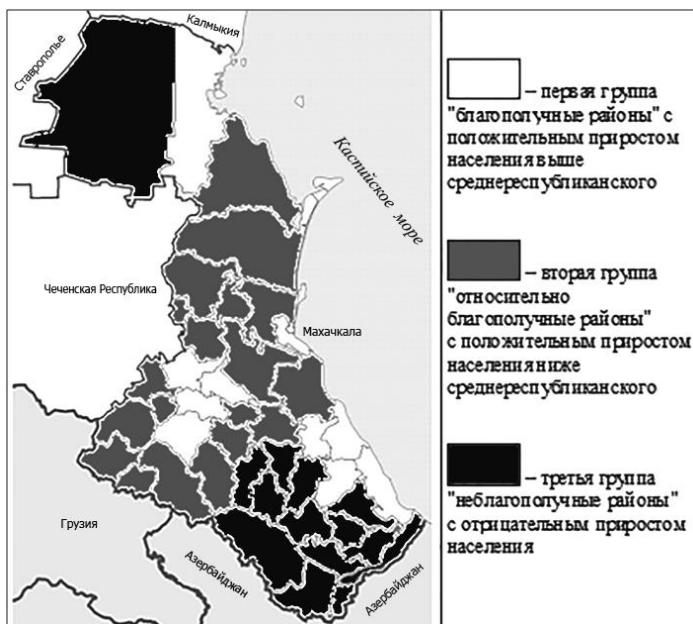 Калмыкия
Ставрополье
Каспийское море
Чеченская Республика
Махачкала
Грузия
Азербайджан
Азербайджан
– первая группа
"благополучные районы" с
положительным приростом
населения выше
среднереспубликанского
– вторая группа
"относительно
благополучные районы"
с положительным приростом
населения ниже
среднереспубликанского
– третья группа
"неблагополучные районы"
с отрицательным приростом
населения